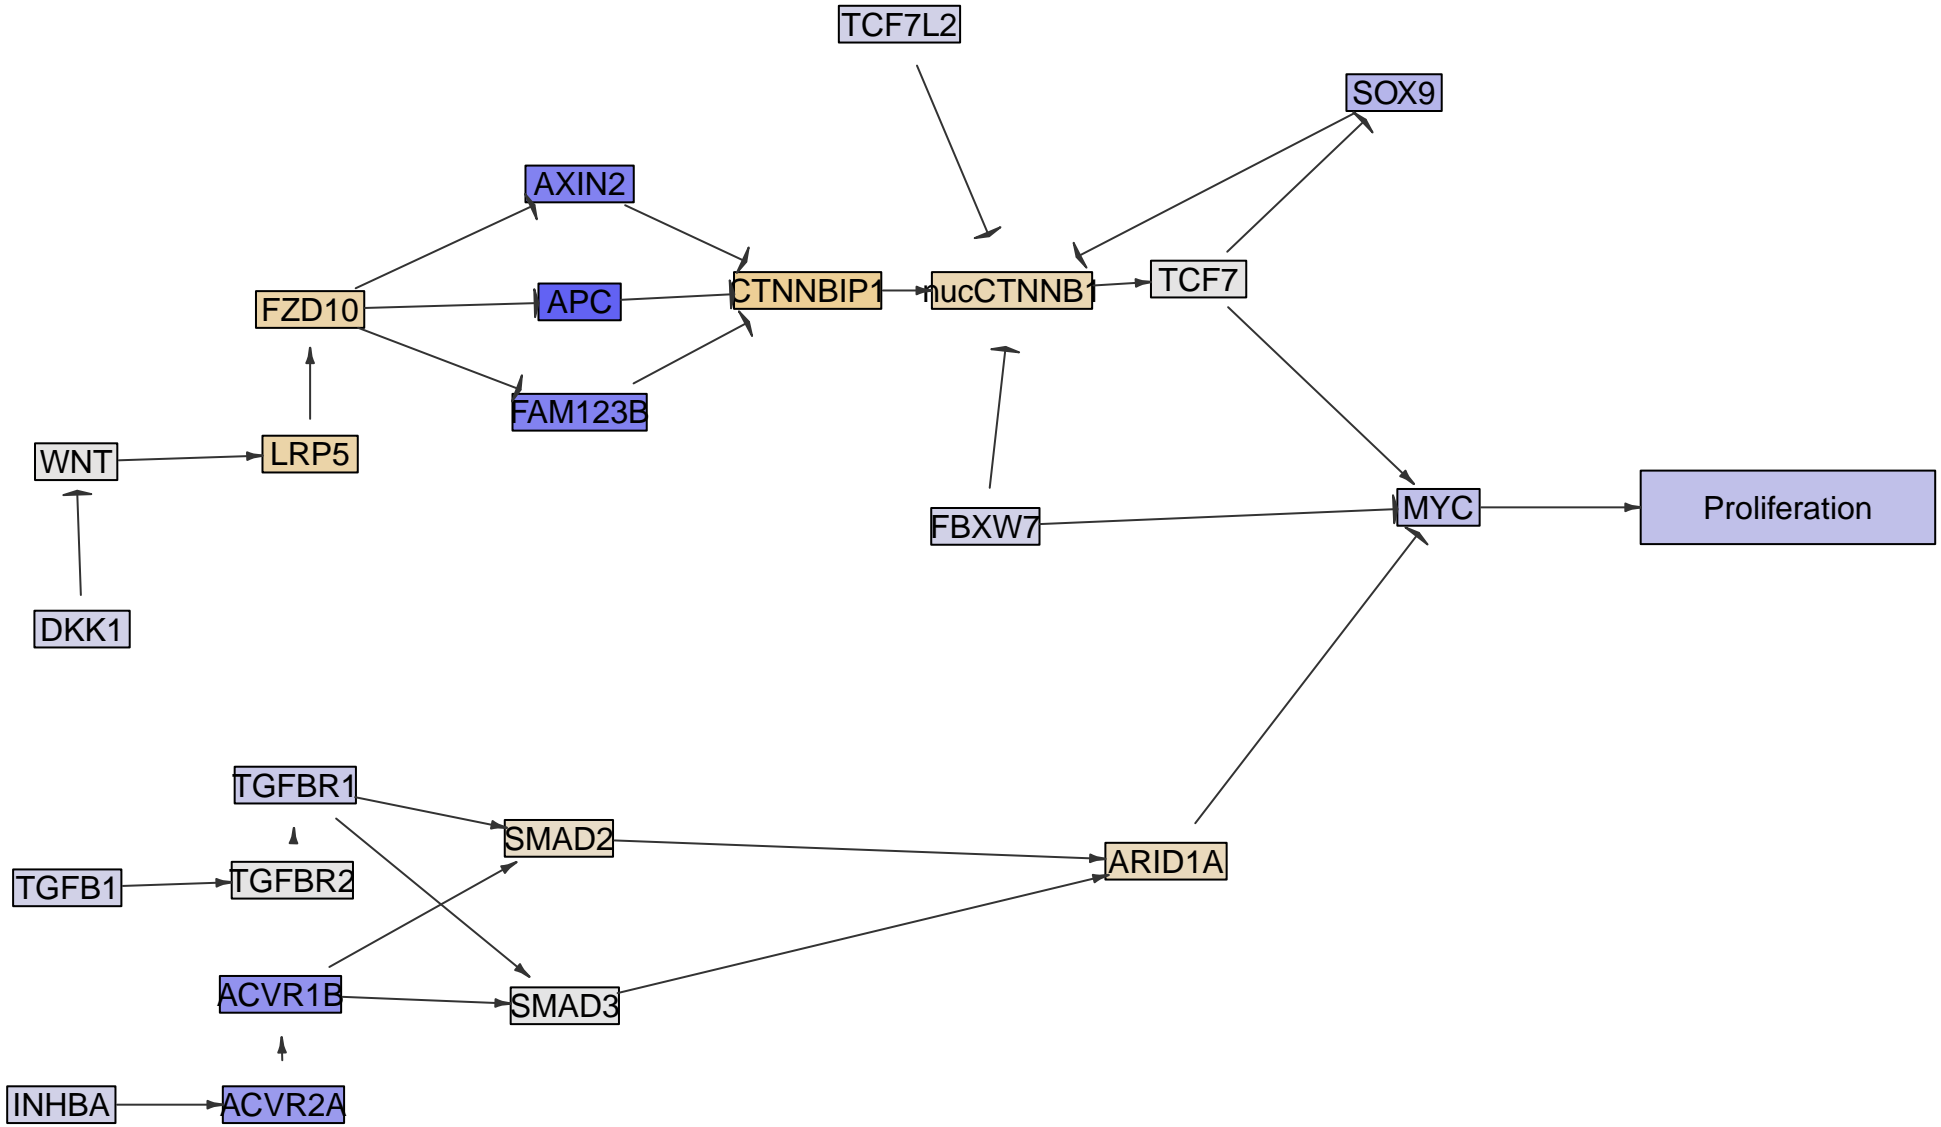 TCF7L2
SOX9
AXIN2
TCF7
CTNNBIP1
nucCTNNB1
APC
FZD10
FAM123B
LRP5
WNT
MYC
Proliferation
FBXW7
DKK1
TGFBR1
SMAD2
ARID1A
TGFBR2
TGFB1
ACVR1B
SMAD3
INHBA
ACVR2A